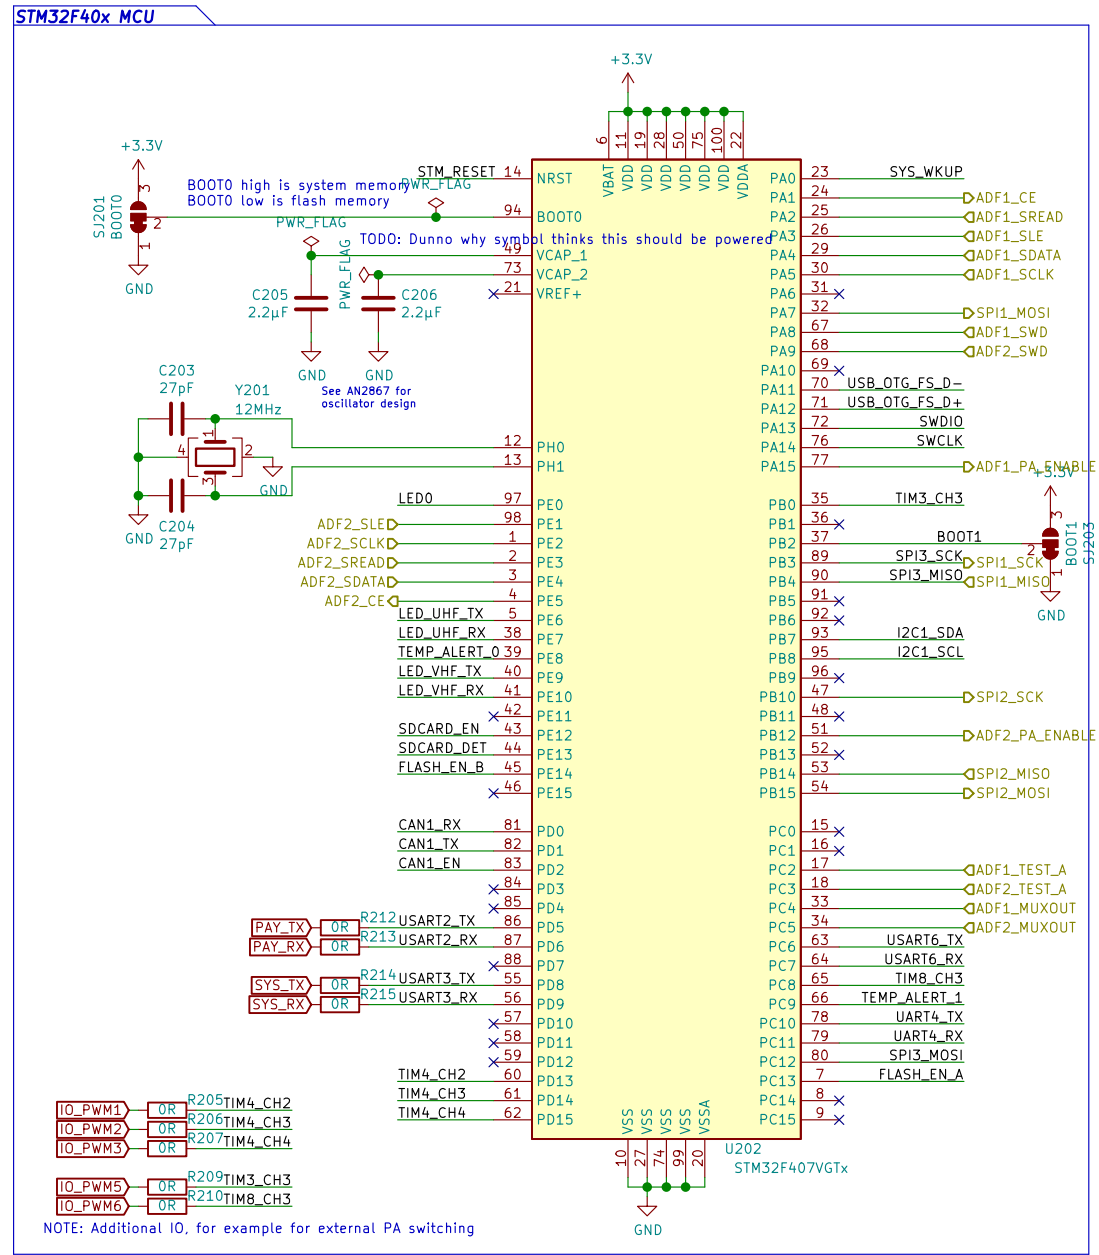 STM32F40x MCU
+3.3V
6
11
19
28
50
75
100
22
VBAT
VDD
VDD
VDD
VDD
VDD
VDD
VDDA
+3.3V
3
SJ201
BOOT0
2
1
GND
BOOT0 high is system memory
BOOT0 low is flash memory
PWR_FLAG
PWR_FLAG
PWR_FLAG
TODO: Dunno why symbol thinks this should be powered
C205
2.2µF
C206
2.2µF
GND
GND
See AN2867 for
oscillator design
C203
27pF
Y201
12MHz
1
4
2
3
GND
C204
27pF
GND
STM_RESET 14 NRST
94 BOOT0
49 VCAP_1
73 VCAP_2
21 VREF+
12 PH0
13 PH1
LED0 97 PE0
ADF2_SLE 98 PE1
ADF2_SCLK 1 PE2
ADF2_SREAD 2 PE3
ADF2_SDATA 3 PE4
ADF2_CE 4 PE5
LED_UHF_TX 5 PE6
LED_UHF_RX 38 PE7
TEMP_ALERT_0 39 PE8
LED_VHF_TX 40 PE9
LED_VHF_RX 41 PE10
42 PE11
SDCARD_EN 43 PE12
SDCARD_DET 44 PE13
FLASH_EN_B 45 PE14
46 PE15
CAN1_RX 81 PD0
CAN1_TX 82 PD1
CAN1_EN 83 PD2
84 PD3
85 PD4
PAY_TX 0R R212 USART2_TX 86 PD5
PAY_RX 0R R213 USART2_RX 87 PD6
88 PD7
SYS_TX 0R R214 USART3_TX 55 PD8
SYS_RX 0R R215 USART3_RX 56 PD9
57 PD10
58 PD11
59 PD12
TIM4_CH2 60 PD13
TIM4_CH3 61 PD14
TIM4_CH4 62 PD15
PA0 23 SYS_WKUP
PA1 24 ADF1_CE
PA2 25 ADF1_SREAD
PA3 26 ADF1_SLE
PA4 29 ADF1_SDATA
PA5 30 ADF1_SCLK
PA6 31
PA7 32 SPI1_MOSI
PA8 67 ADF1_SWD
PA9 68 ADF2_SWD
PA10 69
PA11 70 USB_OTG_FS_D-
PA12 71 USB_OTG_FS_D+
PA13 72 SWDIO
PA14 76 SWCLK
PA15 77 ADF1_PA_ENABLE
PB0 35 TIM3_CH3
PB1 36
PB2 37 BOOT1
PB3 89 SPI3_SCK SPI1_SCK
PB4 90 SPI3_MISO SPI1_MISO
PB5 91
PB6 92
PB7 93 I2C1_SDA
PB8 95 I2C1_SCL
PB9 96
PB10 47 SPI2_SCK
PB11 48
PB12 51 ADF2_PA_ENABLE
PB13 52
PB14 53 SPI2_MISO
PB15 54 SPI2_MOSI
PC0 15
PC1 16
PC2 17 ADF1_TEST_A
PC3 18 ADF2_TEST_A
PC4 33 ADF1_MUXOUT
PC5 34 ADF2_MUXOUT
PC6 63 USART6_TX
PC7 64 USART6_RX
PC8 65 TIM8_CH3
PC9 66 TEMP_ALERT_1
PC10 78 UART4_TX
PC11 79 UART4_RX
PC12 80 SPI3_MOSI
PC13 7 FLASH_EN_A
PC14 8
PC15 9
+3.3V
3
2
1
BOOT1
SJ203
GND
VSS
VSS
VSS
VSS
VSSA
10
27
74
99
20
U202
STM32F407VGTx
GND
IO_PWM1 0R R205 TIM4_CH2
IO_PWM2 0R R206 TIM4_CH3
IO_PWM3 0R R207 TIM4_CH4
IO_PWM5 0R R209 TIM3_CH3
IO_PWM6 0R R210 TIM8_CH3
NOTE: Additional IO, for example for external PA switching